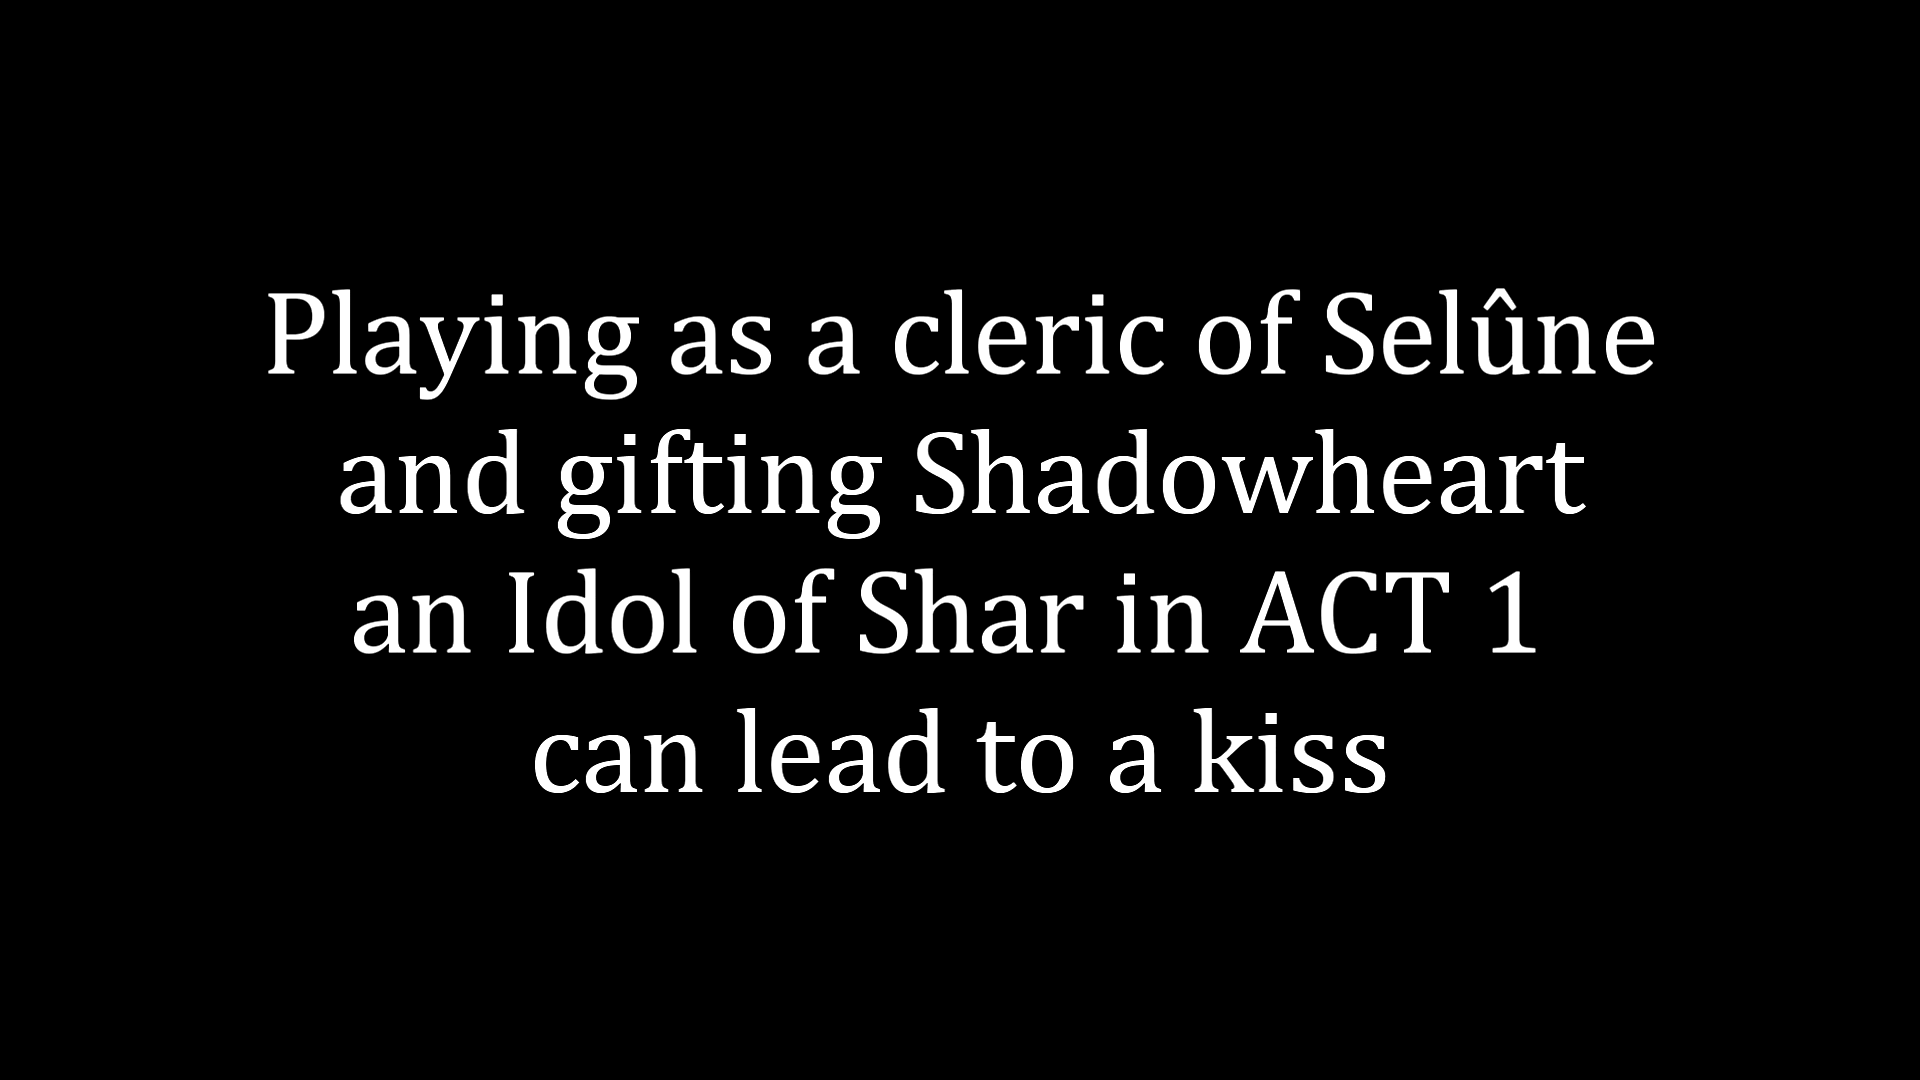 Playing as a cleric of Selûne
and gifting Shadowheart
an Idol of Shar in ACT 1
can lead to a kiss